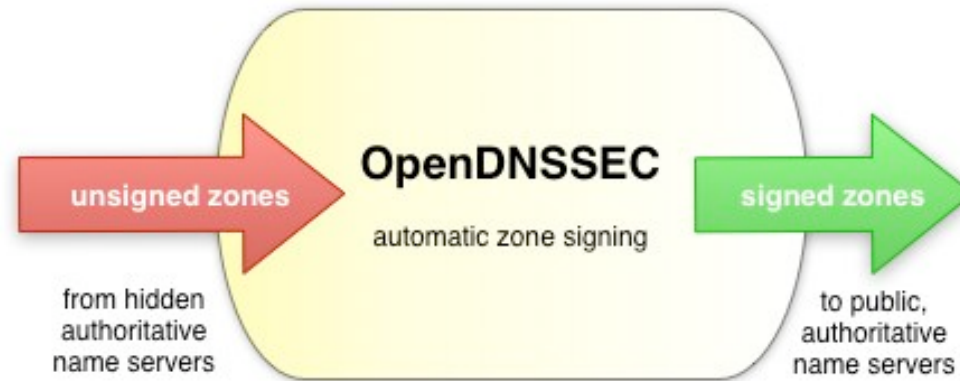 unsigned zones
from hidden
authoritative
name servers
OpenDNSSEC
automatic zone signing
signed zones
to public,
authoritative
name servers